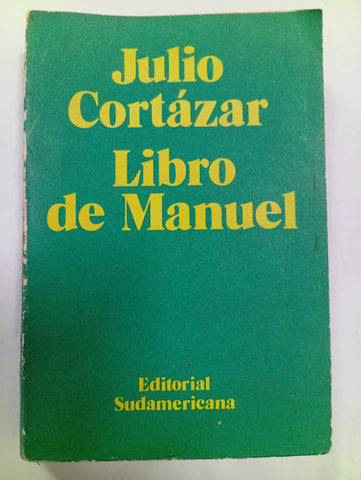 Julio
Cortázar
Libro
de Manuel
Editorial
Sudamericana